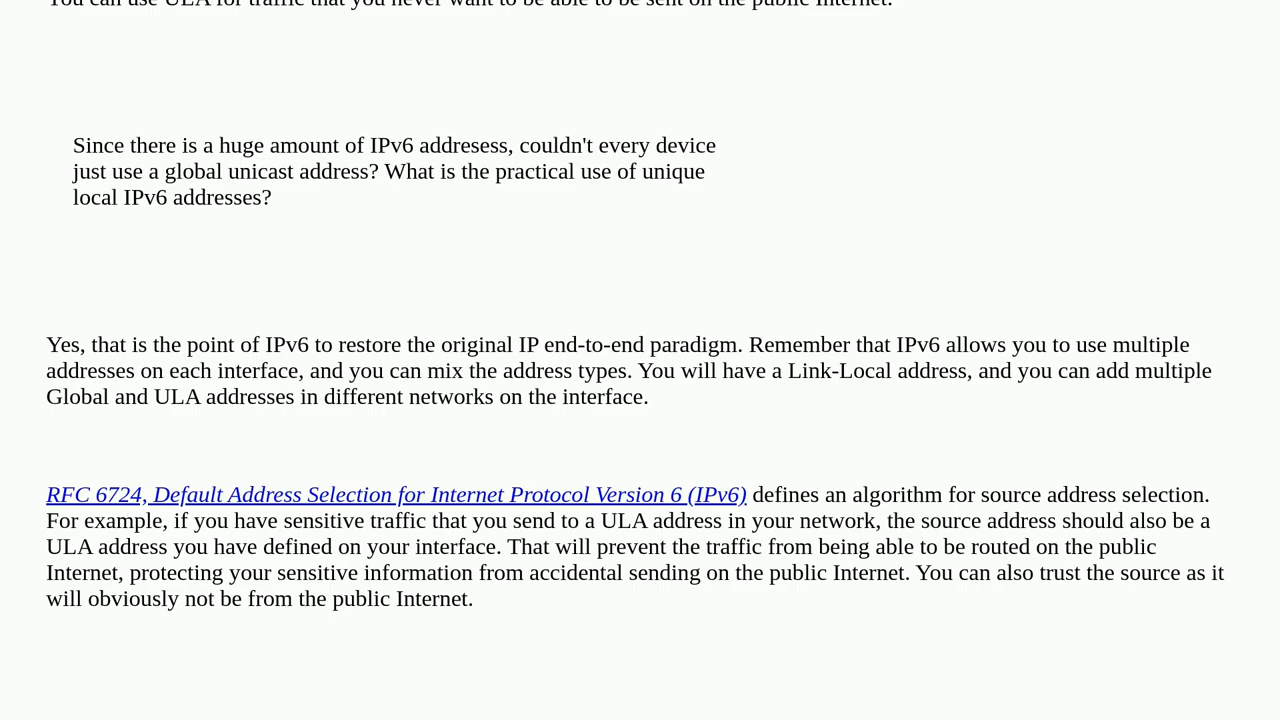 You can use ULA for traffic that you never want to be able to be sent on the public Internet.
Since there is a huge amount of IPv6 addresess, couldn't every device
just use a global unicast address? What is the practical use of unique
local IPv6 addresses?
Yes, that is the point of IPv6 to restore the original IP end-to-end paradigm. Remember that IPv6 allows you to use multiple
addresses on each interface, and you can mix the address types. You will have a Link-Local address, and you can add multiple
Global and ULA addresses in different networks on the interface.
RFC 6724, Default Address Selection for Internet Protocol Version 6 (IPv6) defines an algorithm for source address selection.
For example, if you have sensitive traffic that you send to a ULA address in your network, the source address should also be a
ULA address you have defined on your interface. That will prevent the traffic from being able to be routed on the public
Internet, protecting your sensitive information from accidental sending on the public Internet. You can also trust the source as it
will obviously not be from the public Internet.